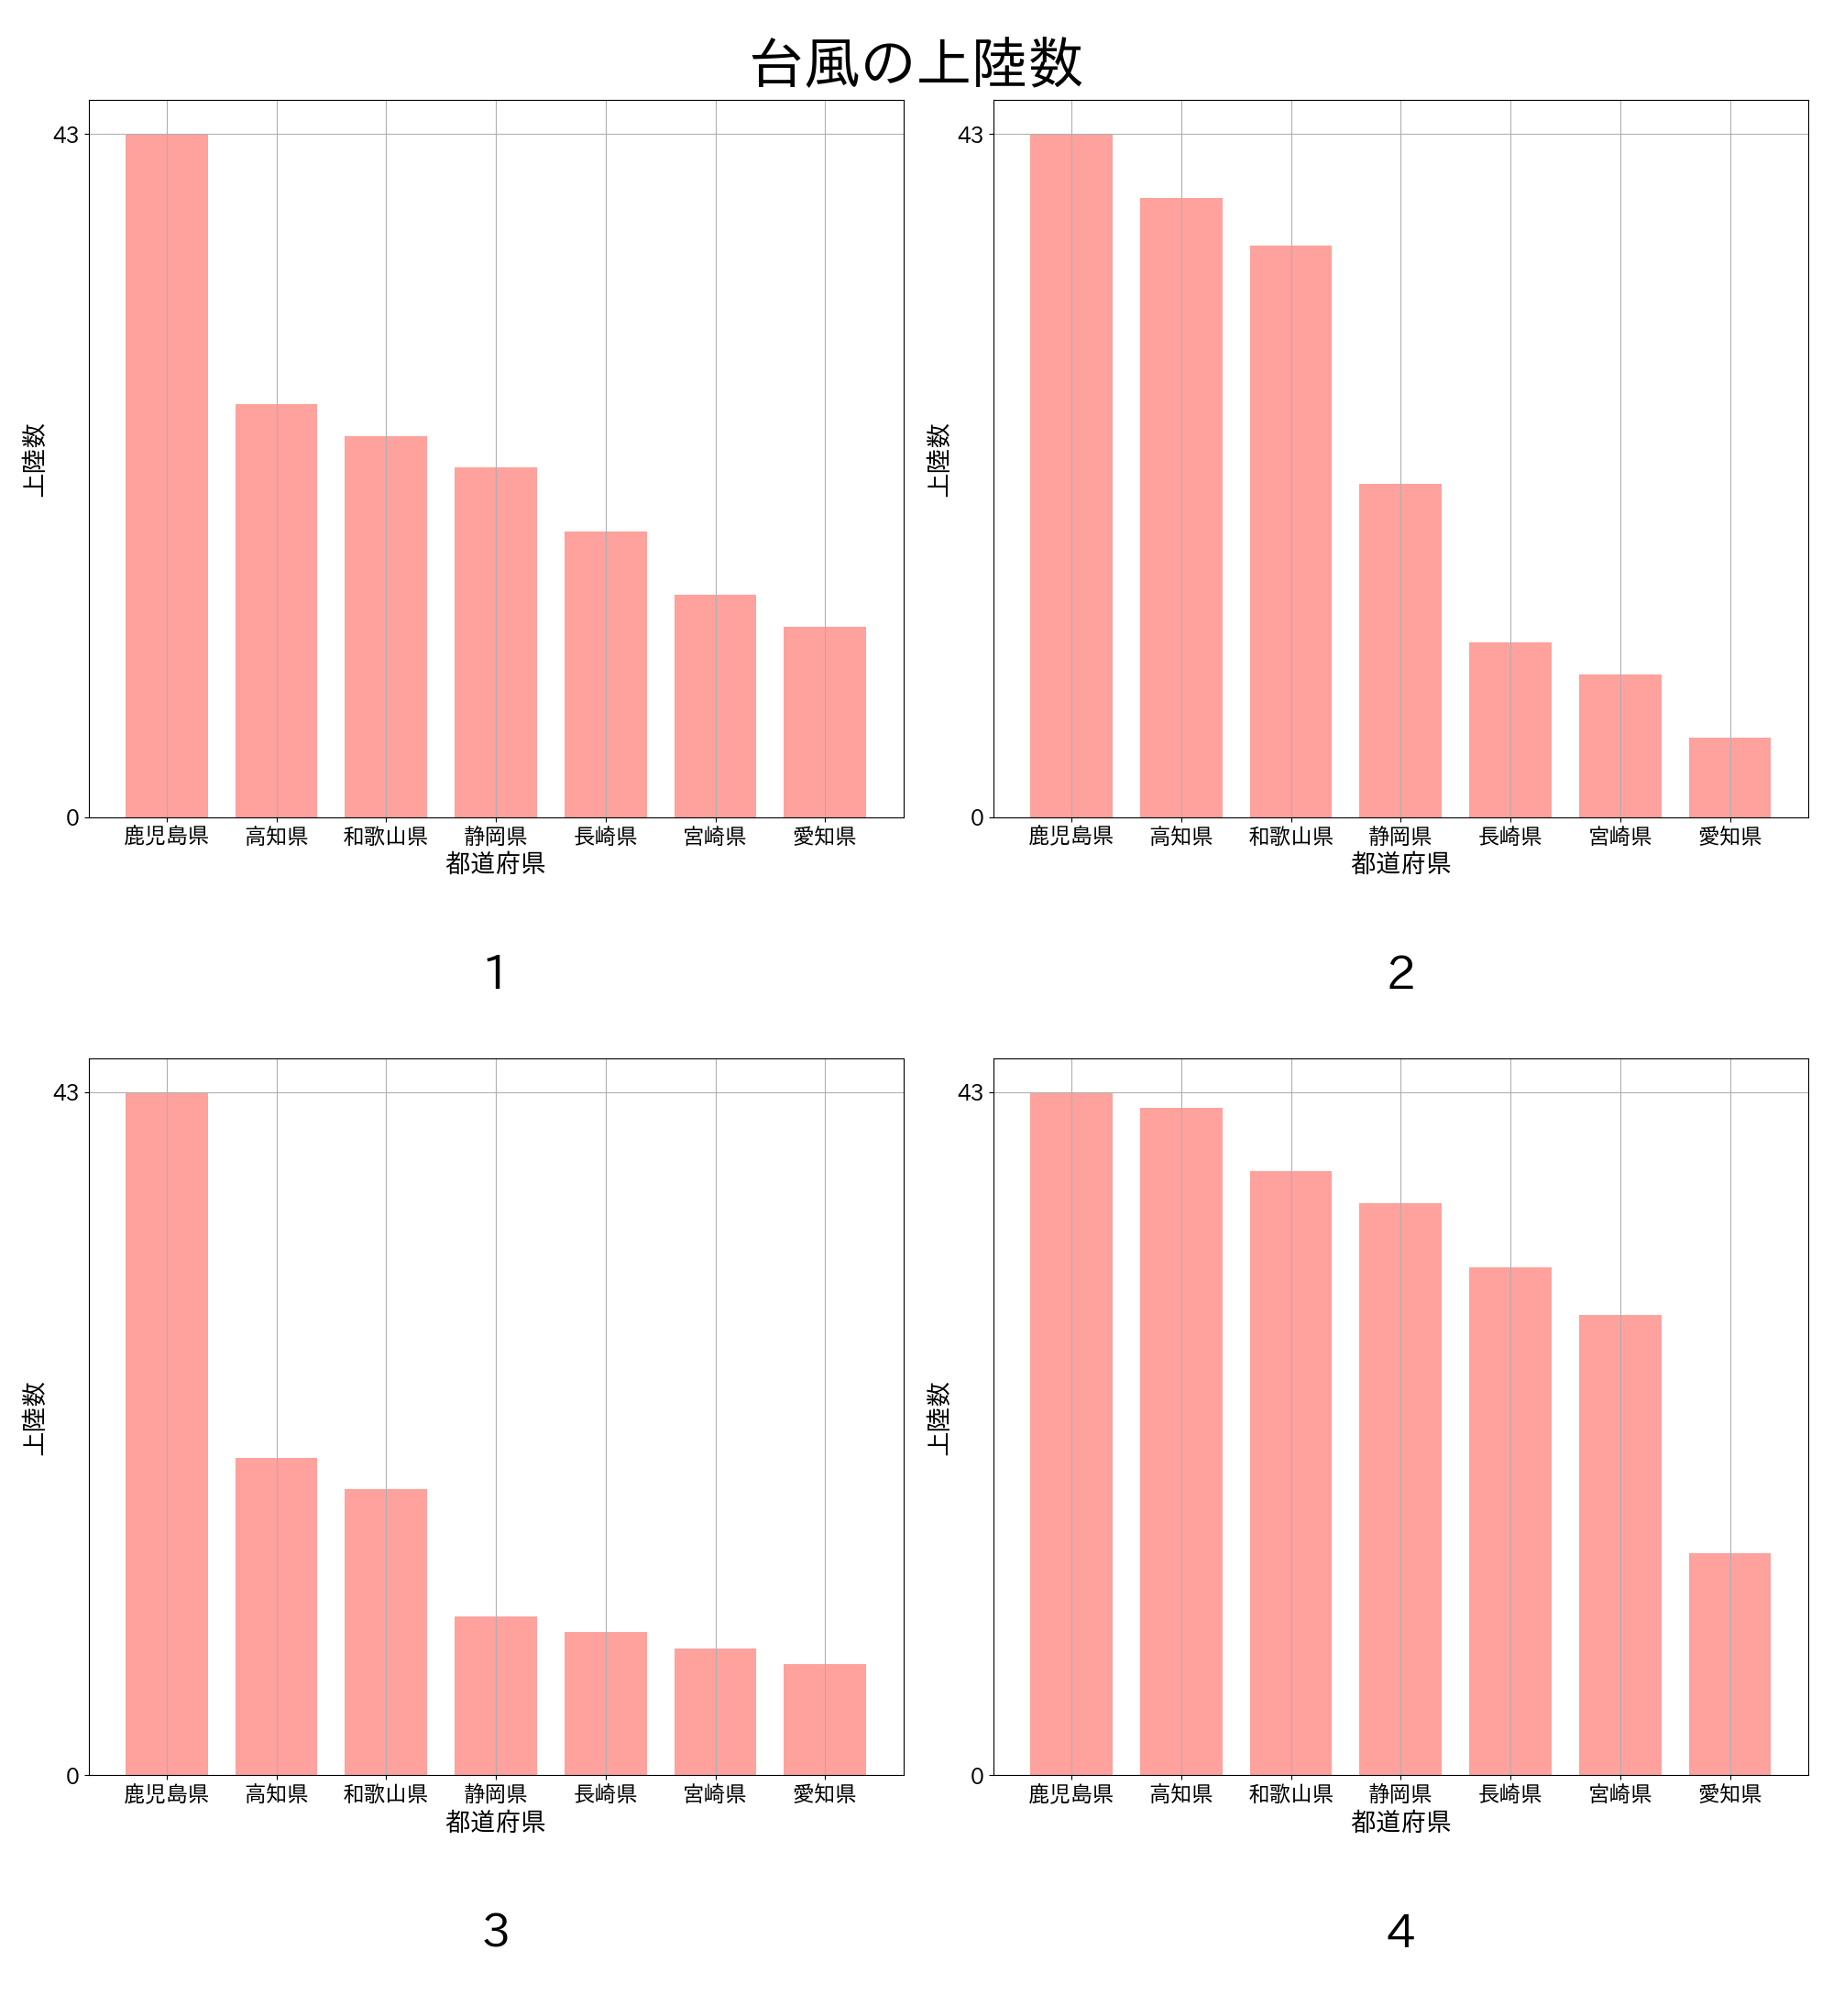 台風の上陸数
43
0
上陸数
鹿児島県 高知県 和歌山県 静岡県 長崎県 宮崎県 愛知県
都道府県
1
43
0
上陸数
鹿児島県 高知県 和歌山県 静岡県 長崎県 宮崎県 愛知県
都道府県
2
43
0
上陸数
鹿児島県 高知県 和歌山県 静岡県 長崎県 宮崎県 愛知県
都道府県
3
43
0
上陸数
鹿児島県 高知県 和歌山県 静岡県 長崎県 宮崎県 愛知県
都道府県
4